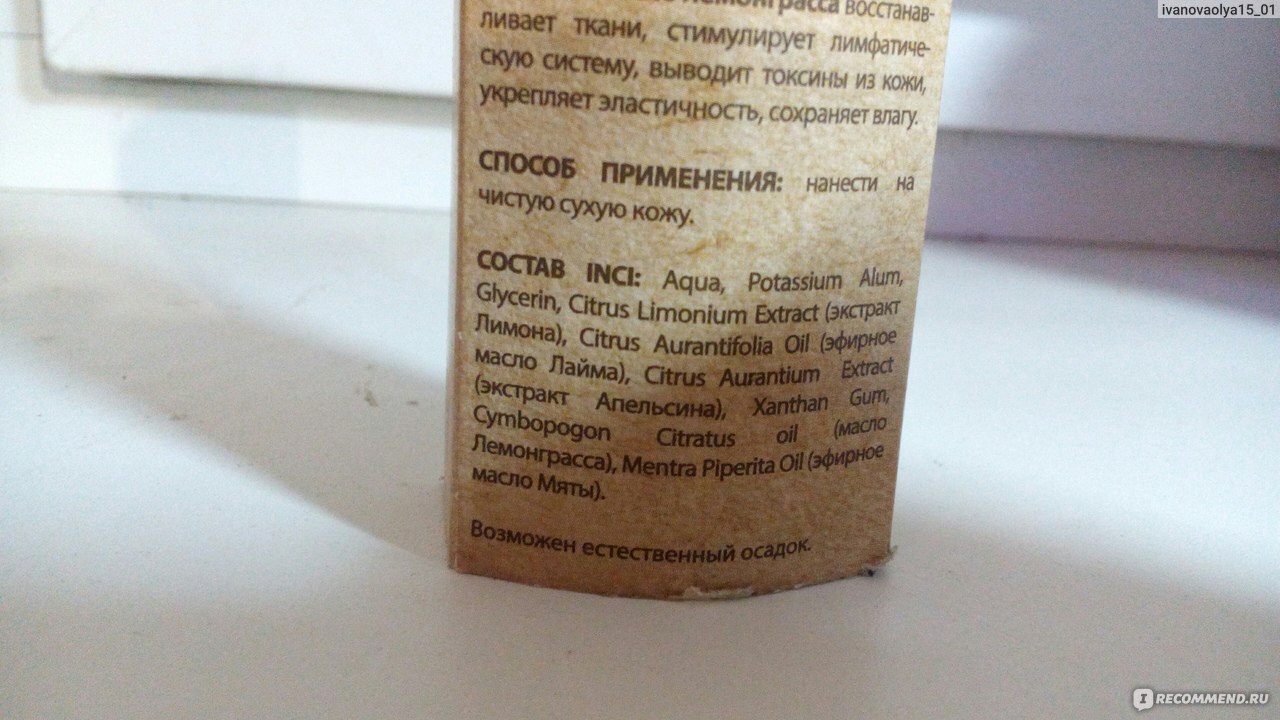 ivanovaolya15_01
Лемонграсса восстанав-
ливает ткани, стимулирует лимфатиче-
скую систему, выводит токсины из кожи,
укрепляет эластичность, сохраняет влагу.
СПОСОБ ПРИМЕНЕНИЯ: нанести на
чистую сухую кожу.
СОСТАВ INCI: Aqua, Potassium Alum,
Glycerin, Citrus Limonium Extract (экстракт
Лимона), Citrus Aurantifolia Oil (эфирное
масло Лайма), Citrus Aurantium Extract
(экстракт Апельсина), Xanthan Gum,
Cymbopogon Citratus oil (масло
Лемонграсса), Mentra Piperita Oil (эфирное
масло Мяты).
Возможен естественный осадок.
IRECOMMEND.RU